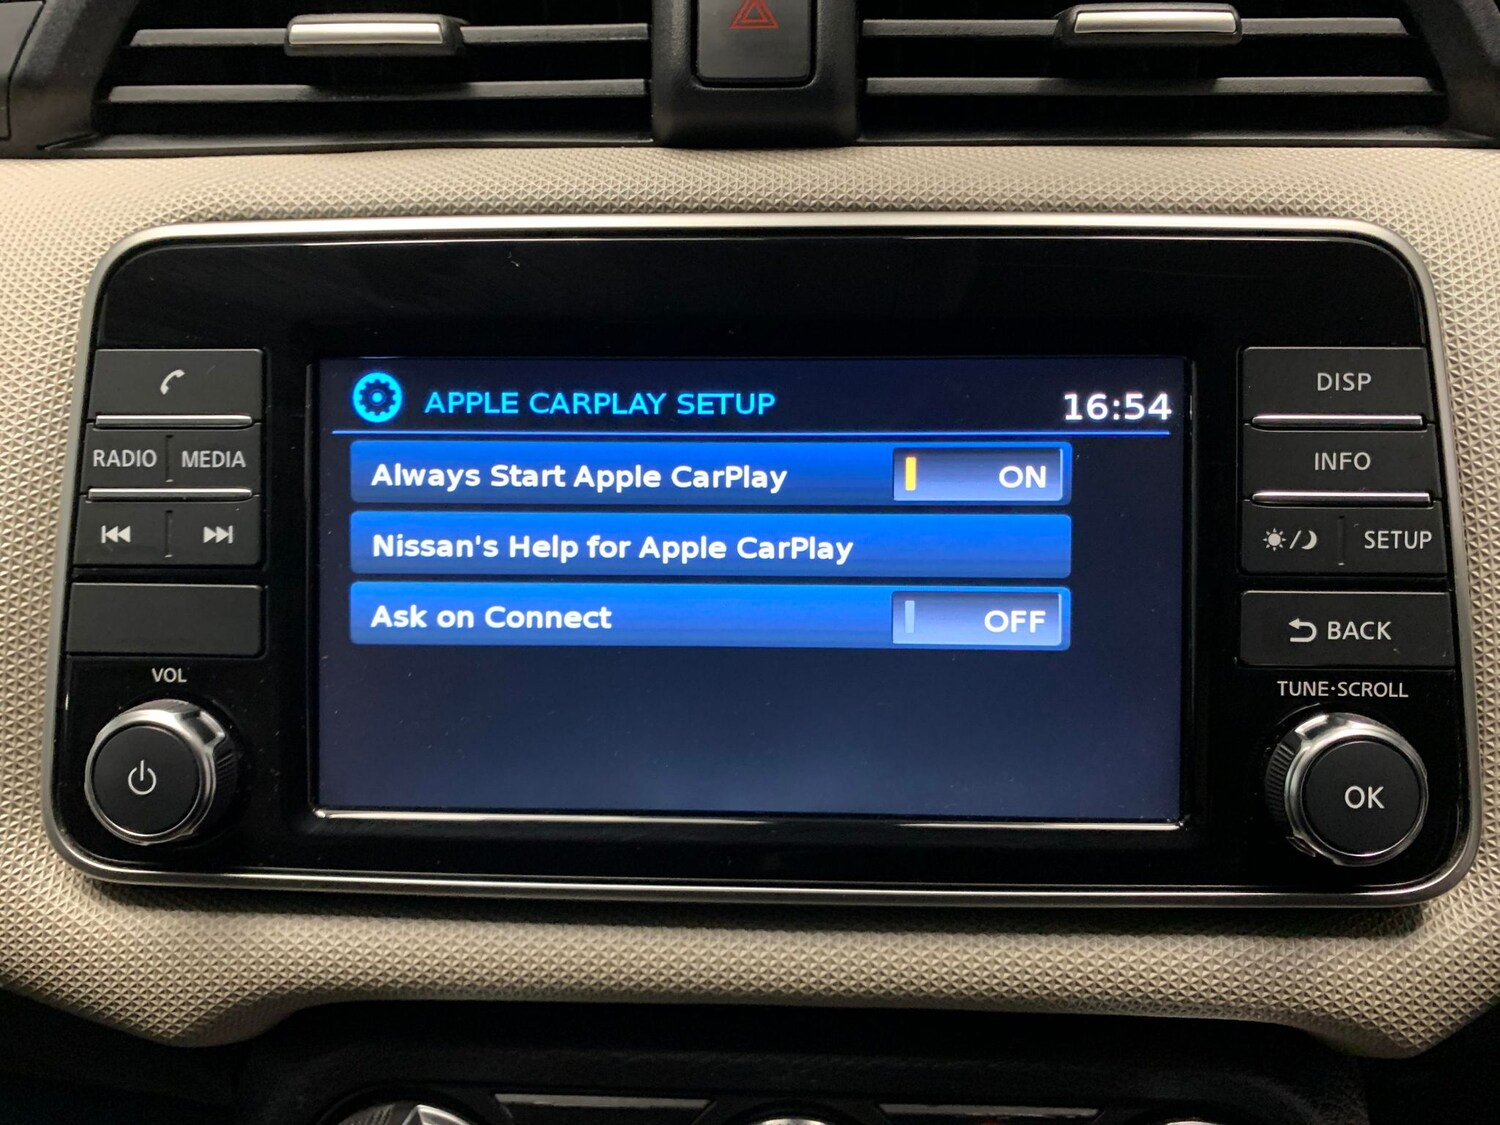 APPLE CARPLAY SETUP 16:54
Always Start Apple CarPlay ON
Nissan's Help for Apple CarPlay
Ask on Connect OFF
RADIO MEDIA
VOL
DISP
INFO
SETUP
BACK
TUNE·SCROLL
OK